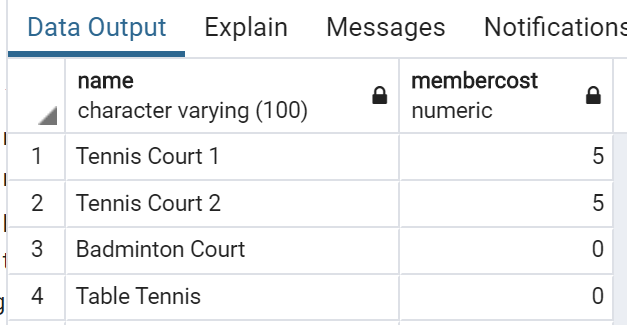 Data Output Explain Messages Notifications
name membercost
character varying (100) numeric
1 Tennis Court 1 5
2 Tennis Court 2 5
3 Badminton Court 0
4 Table Tennis 0